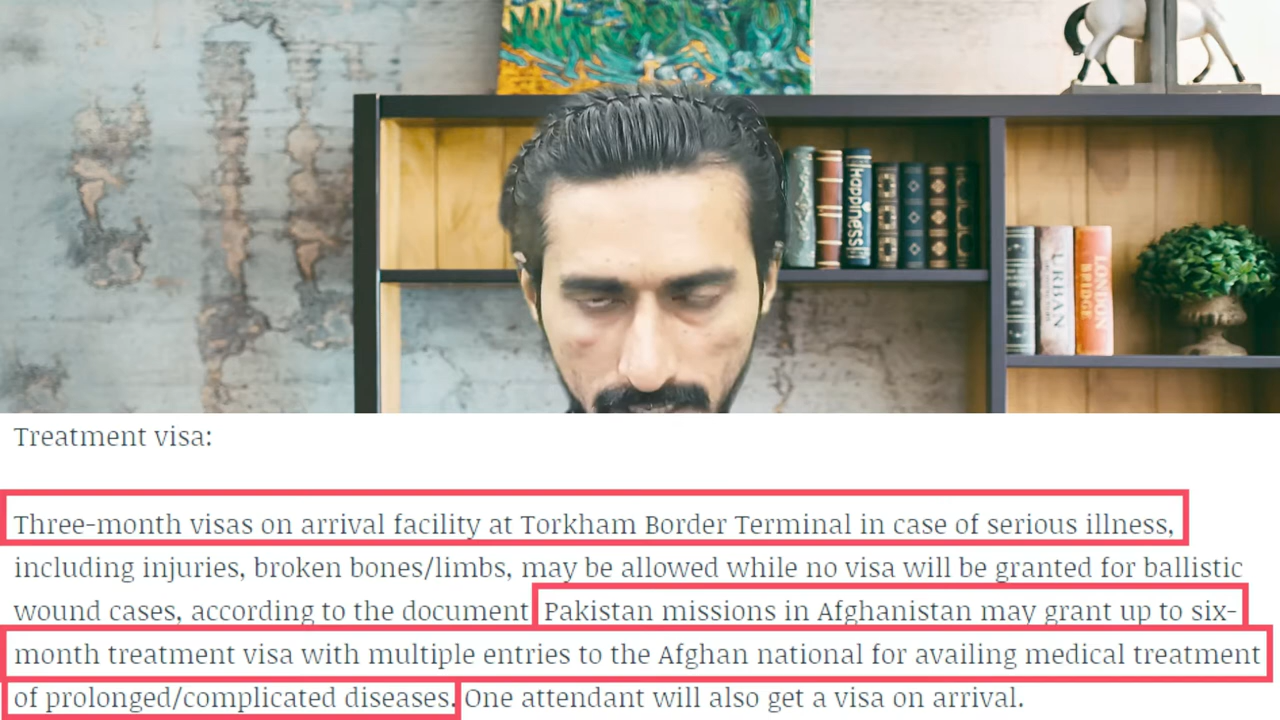 happiness
URBAN
LONDON
BRIDGE
Treatment visa:
Three-month visas on arrival facility at Torkham Border Terminal in case of serious illness,
including injuries, broken bones/limbs, may be allowed while no visa will be granted for ballistic
wound cases, according to the document. Pakistan missions in Afghanistan may grant up to six-
month treatment visa with multiple entries to the Afghan national for availing medical treatment
of prolonged/complicated diseases. One attendant will also get a visa on arrival.